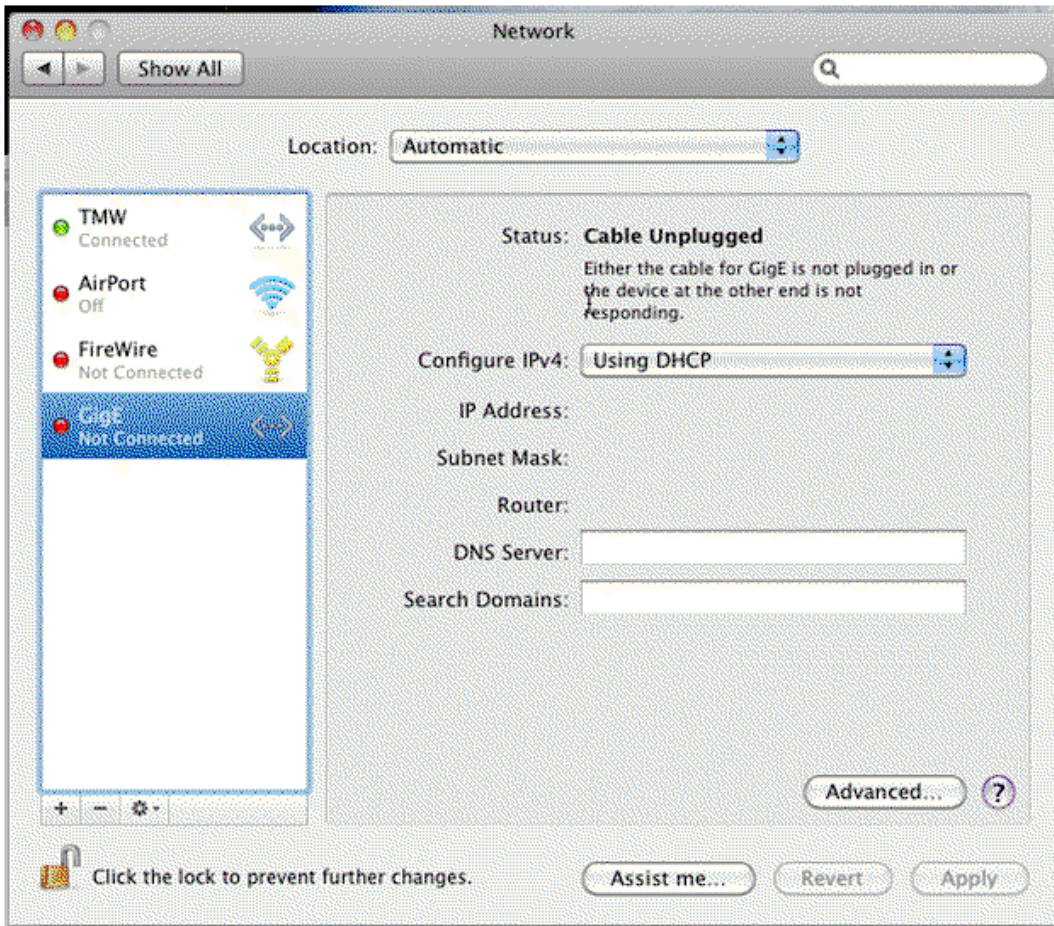 Network
Show All
Location: Automatic
TMW
Connected
AirPort
Off
FireWire
Not Connected
GigE
Not Connected
Status: Cable Unplugged
Either the cable for GigE is not plugged in or
the device at the other end is not
responding.
Configure IPv4: Using DHCP
IP Address:
Subnet Mask:
Router:
DNS Server:
Search Domains:
Advanced... ?
Click the lock to prevent further changes.
Assist me... Revert Apply